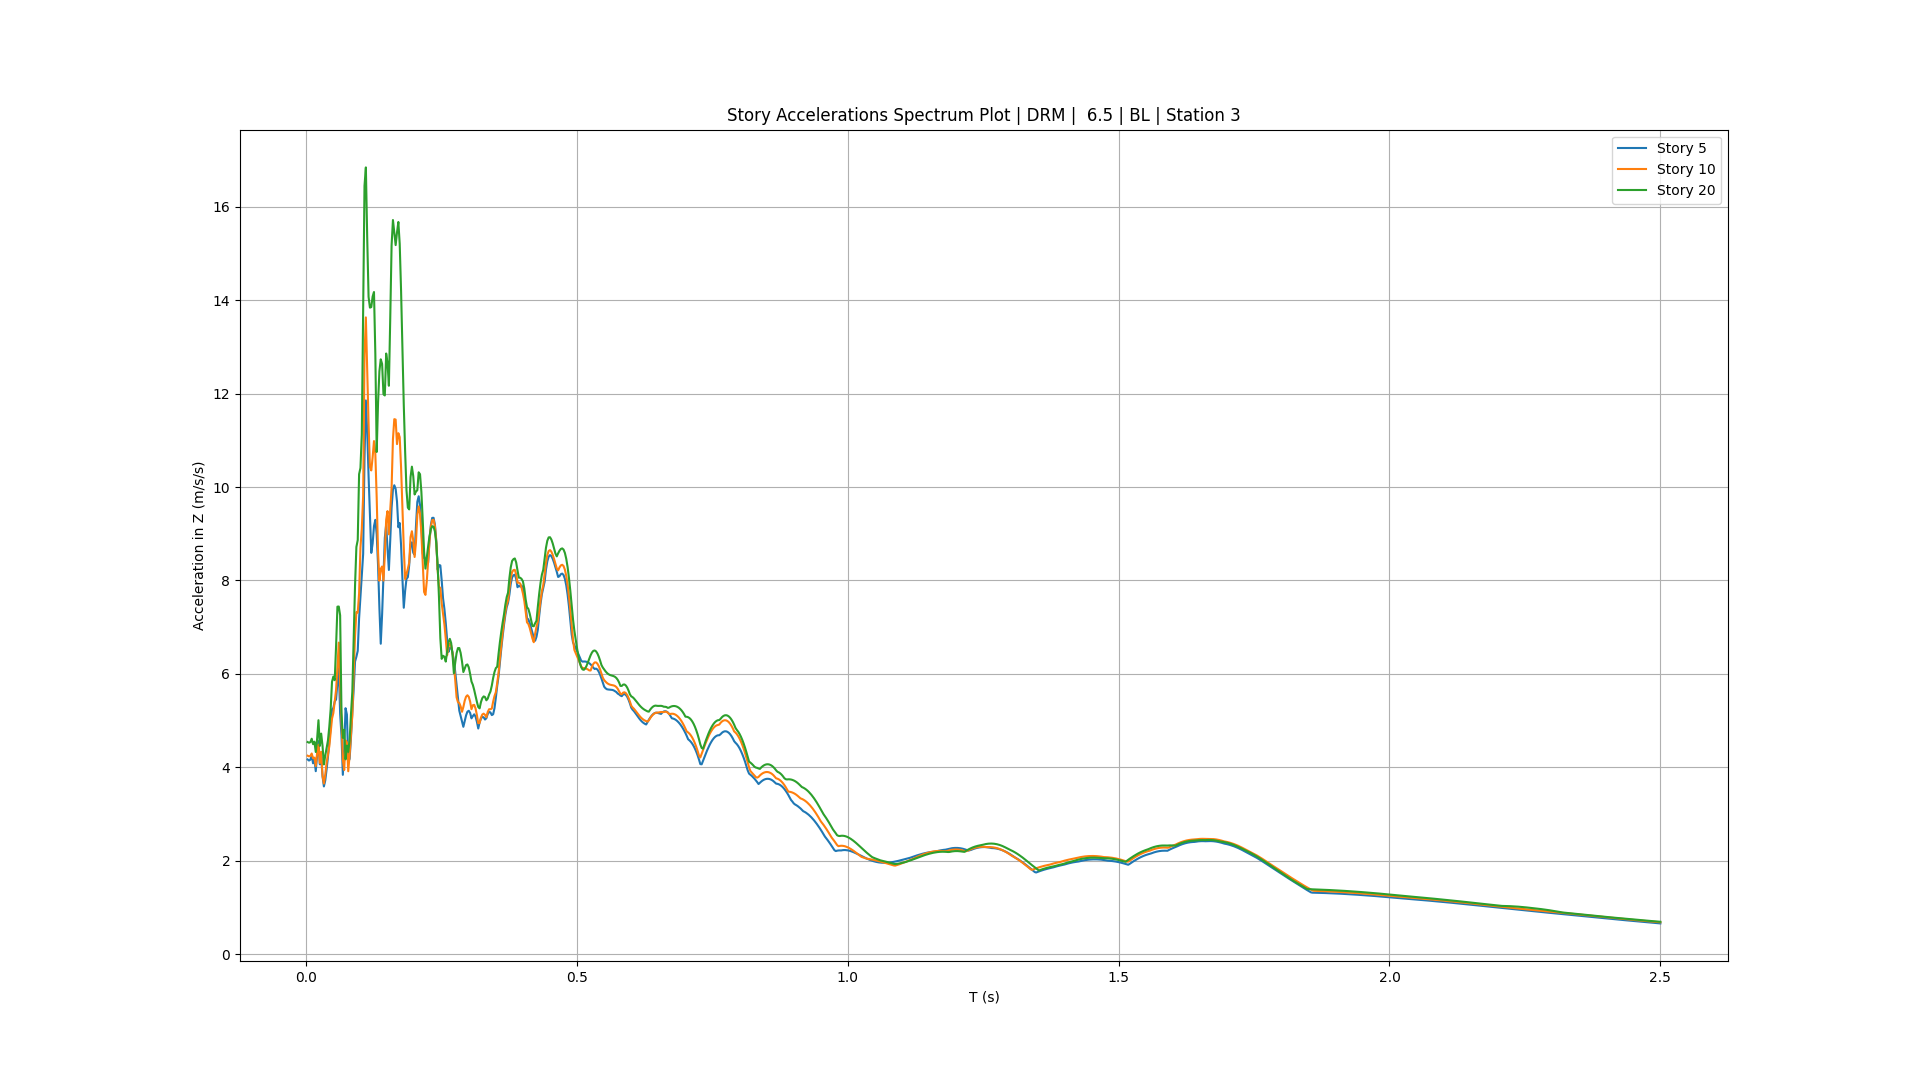 Story Accelerations Spectrum Plot | DRM |  6.5 | BL | Station 3
Story 5
Story 10
Story 20
Acceleration in Z (m/s/s)
16
14
12
10
8
6
4
2
0
0.0 0.5 1.0 1.5 2.0 2.5
T (s)